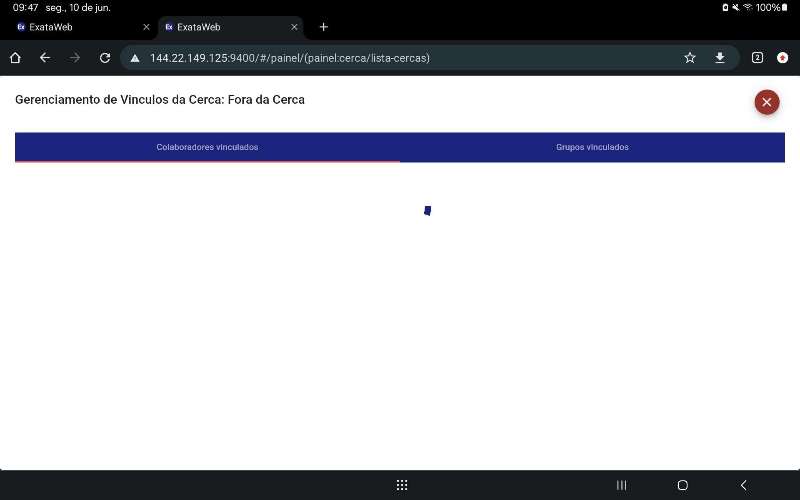 09:47 seg., 10 de jun. 100%
ExataWeb ExataWeb
144.22.149.125:9400/#/painel/(painel:cerca/lista-cercas) 2
Gerenciamento de Vinculos da Cerca: Fora da Cerca
Colaboradores vinculados Grupos vinculados